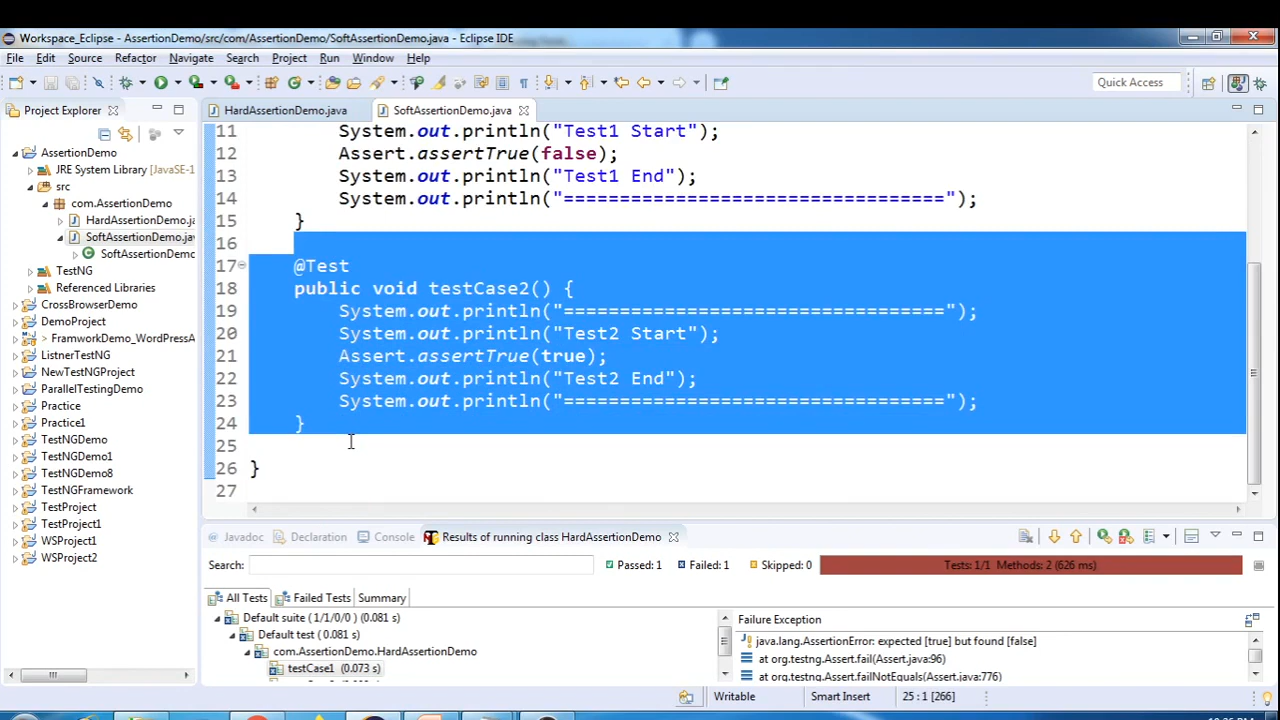 Workspace_Eclipse - AssertionDemo/src/com/AssertionDemo/SoftAssertionDemo.java - Eclipse IDE
File Edit Source Refactor Navigate Search Project Run Window Help
Quick Access
Project Explorer
HardAssertionDemo.java
SoftAssertionDemo.java
AssertionDemo
JRE System Library [JavaSE-1
src
com.AssertionDemo
HardAssertionDemo.ja
SoftAssertionDemo.jav
SoftAssertionDemo
TestNG
Referenced Libraries
CrossBrowserDemo
DemoProject
> FramworkDemo_WordPressA
ListnerTestNG
NewTestNGProject
ParallelTestingDemo
Practice
Practice1
TestNGDemo
TestNGDemo1
TestNGDemo8
TestNGFramework
TestProject
TestProject1
WSProject1
WSProject2
11 System.out.println("Test1 Start");
12 Assert.assertTrue(false);
13 System.out.println("Test1 End");
14 System.out.println("==================================");
15 }
16
17 @Test
18 public void testCase2() {
19 System.out.println("==================================");
20 System.out.println("Test2 Start");
21 Assert.assertTrue(true);
22 System.out.println("Test2 End");
23 System.out.println("==================================");
24 }
25
26 }
27
@ Javadoc Declaration Console Results of running class HardAssertionDemo
Search: Passed: 1 Failed: 1 Skipped: 0 Tests: 1/1 Methods: 2 (626 ms)
All Tests Failed Tests Summary
Default suite ( 1/1/0/0 ) (0.081 s)
Default test ( 0.081 s)
com.AssertionDemo.HardAssertionDemo
testCase1 (0.073 s)
Failure Exception
java.lang.AssertionError: expected [true] but found [false]
at org.testng.Assert.fail(Assert.java:96)
at org.testng.Assert.failNotEquals(Assert.java:776)
Writable Smart Insert 25 : 1 [266]